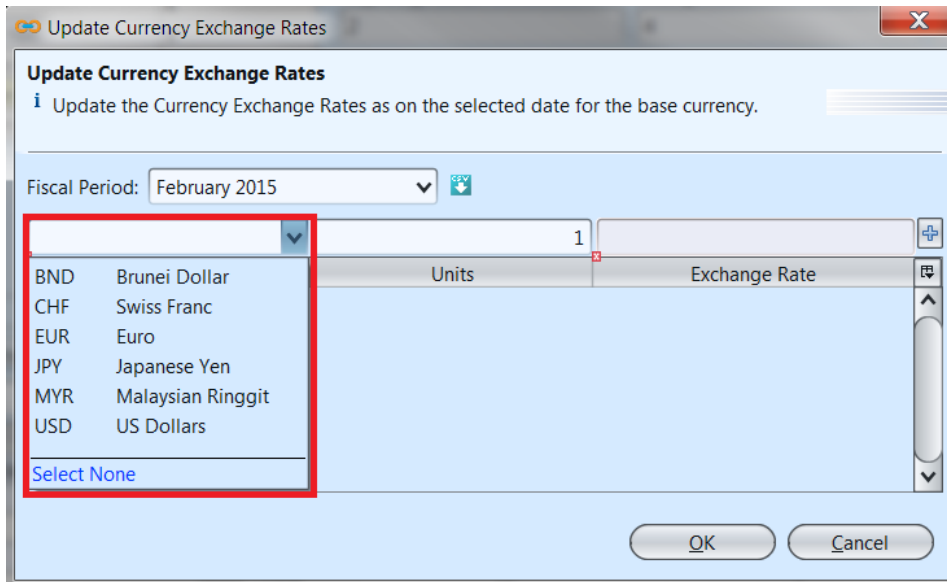 Update Currency Exchange Rates
Update Currency Exchange Rates
i Update the Currency Exchange Rates as on the selected date for the base currency.
Fiscal Period: February 2015
1
Units Exchange Rate
BND Brunei Dollar
CHF Swiss Franc
EUR Euro
JPY Japanese Yen
MYR Malaysian Ringgit
USD US Dollars
Select None
OK Cancel